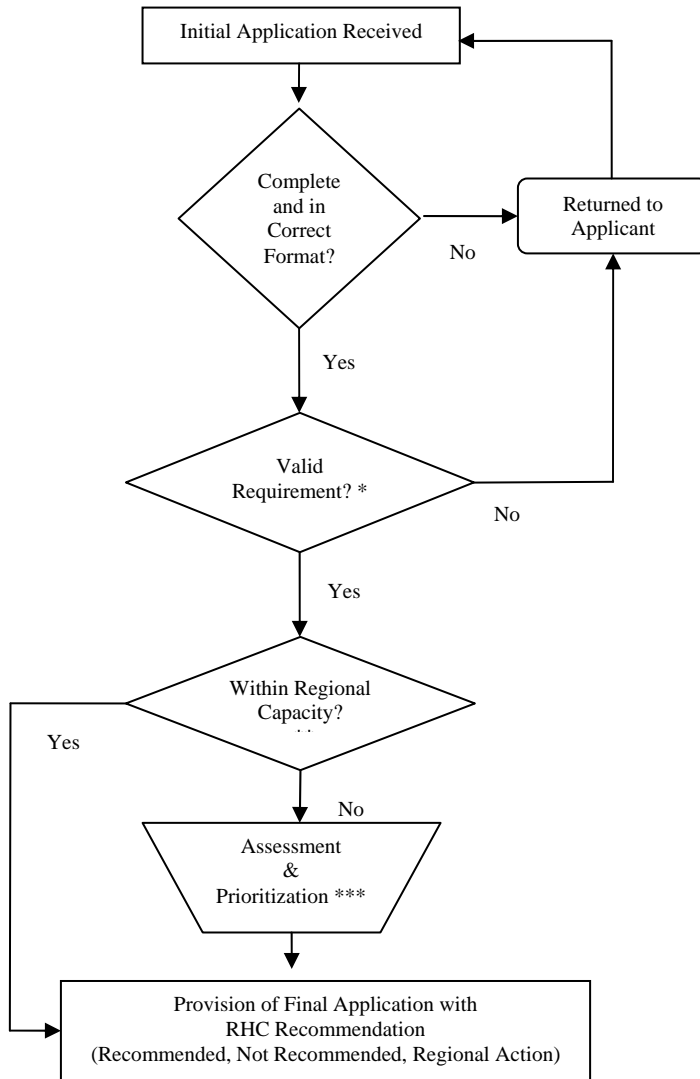 Initial Application Received
Complete
and in
Correct
Format?
No
Returned to
Applicant
Yes
Valid
Requirement? *
No
Yes
Within Regional
Capacity?
Yes
No
Assessment
&
Prioritization ***
Provision of Final Application with
RHC Recommendation
(Recommended, Not Recommended, Regional Action)